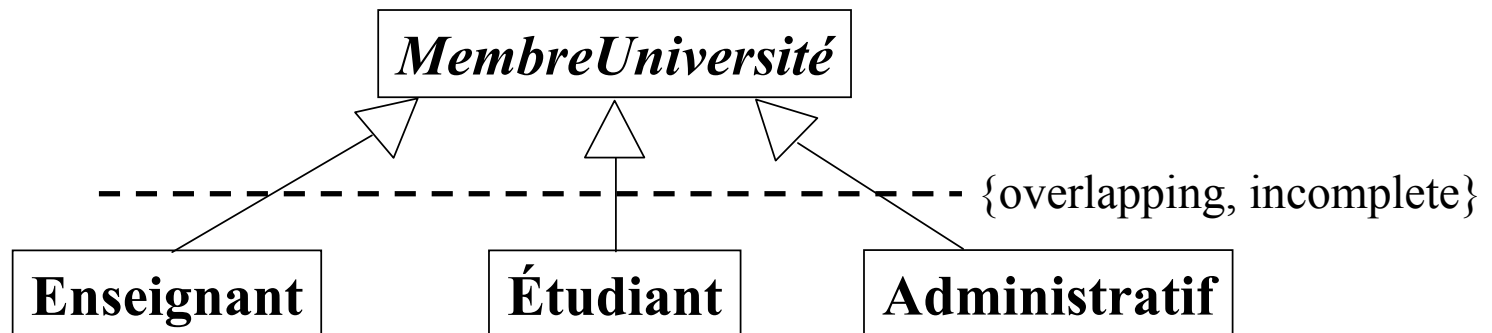 MembreUniversité
{overlapping, incomplete}
Enseignant
Étudiant
Administratif